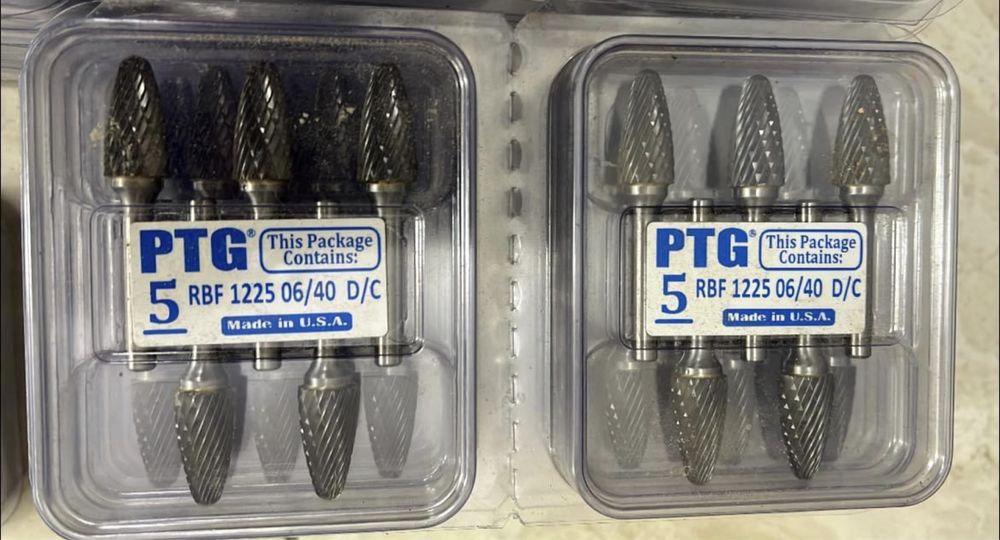 PTG® This Package
Contains:
5 RBF 1225 06/40 D/C
Made in U.S.A.
PTG® This Package
Contains:
5 RBF 1225 06/40 D/C
Made in U.S.A.